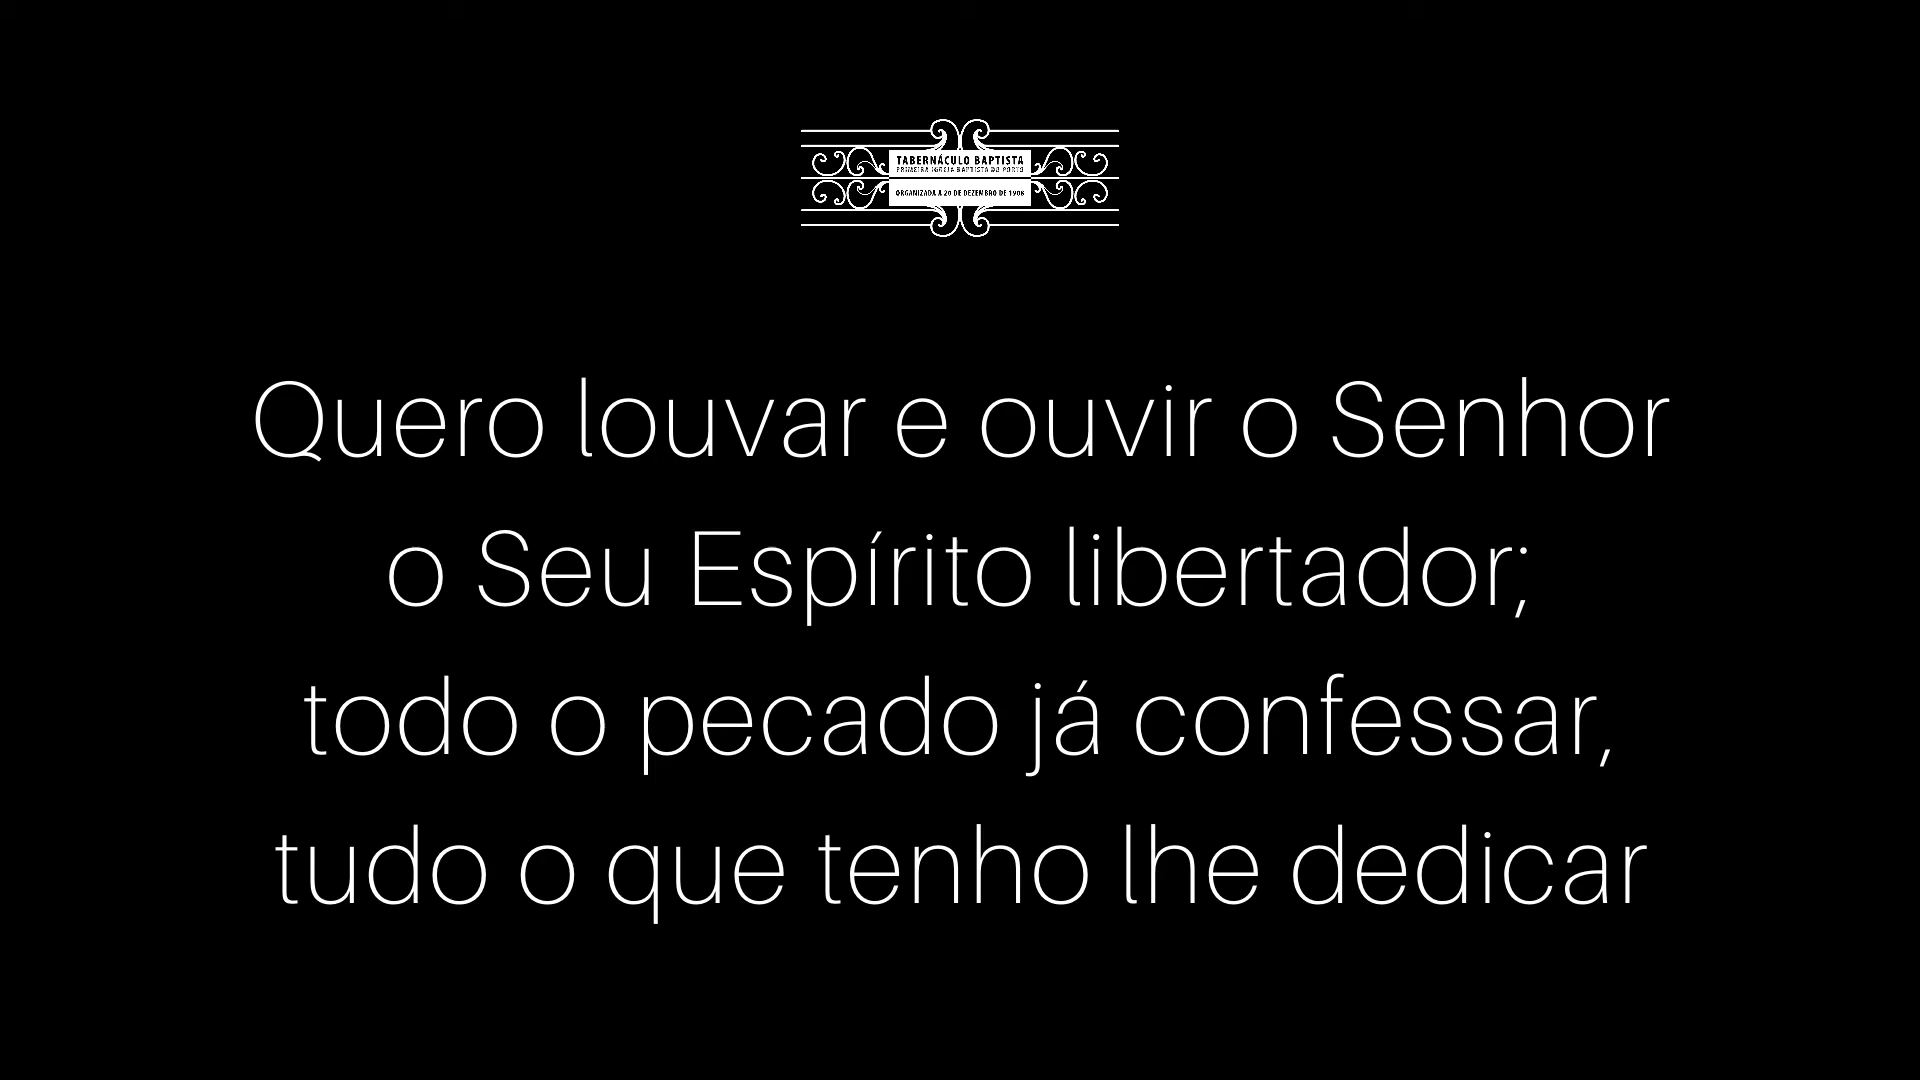 TABERNÁCULO BAPTISTA
PRIMEIRA IGREJA BAPTISTA DO PORTO
ORGANIZADA A 20 DE DEZEMBRO DE 1908
Quero louvar e ouvir o Senhor
o Seu Espírito libertador;
todo o pecado já confessar,
tudo o que tenho lhe dedicar